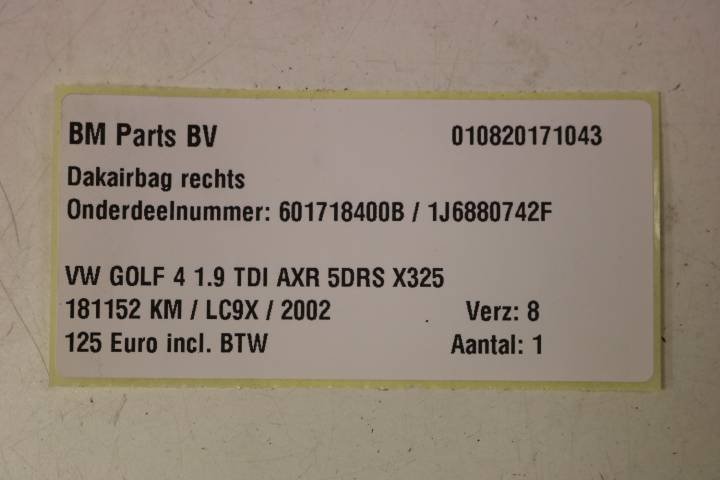 BM Parts BV 010820171043
Dakairbag rechts
Onderdeelnummer: 601718400B / 1J6880742F
VW GOLF 4 1.9 TDI AXR 5DRS X325
181152 KM / LC9X / 2002 Verz: 8
125 Euro incl. BTW Aantal: 1